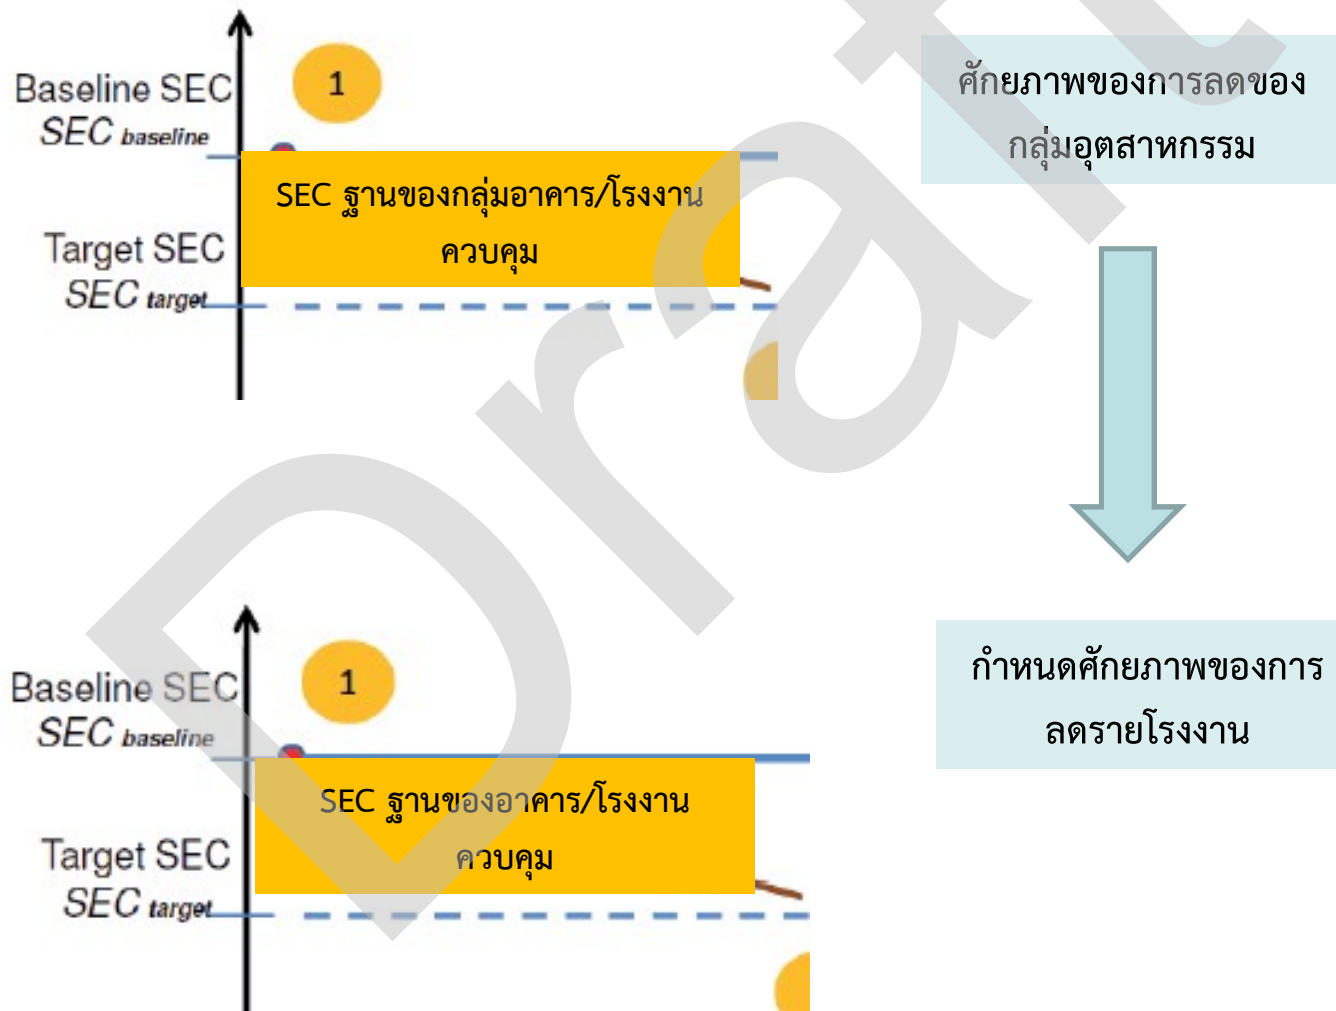 1
Baseline SEC
SEC baseline
SEC ฐานของกลุ่มอาคาร/โรงงาน
ควบคุม
Target SEC
SEC target
ศักยภาพของการลดของ
กลุ่มอุตสาหกรรม
1
Baseline SEC
SEC baseline
SEC ฐานของอาคาร/โรงงาน
ควบคุม
Target SEC
SEC target
กำหนดศักยภาพของการ
ลดรายโรงงาน
Draft